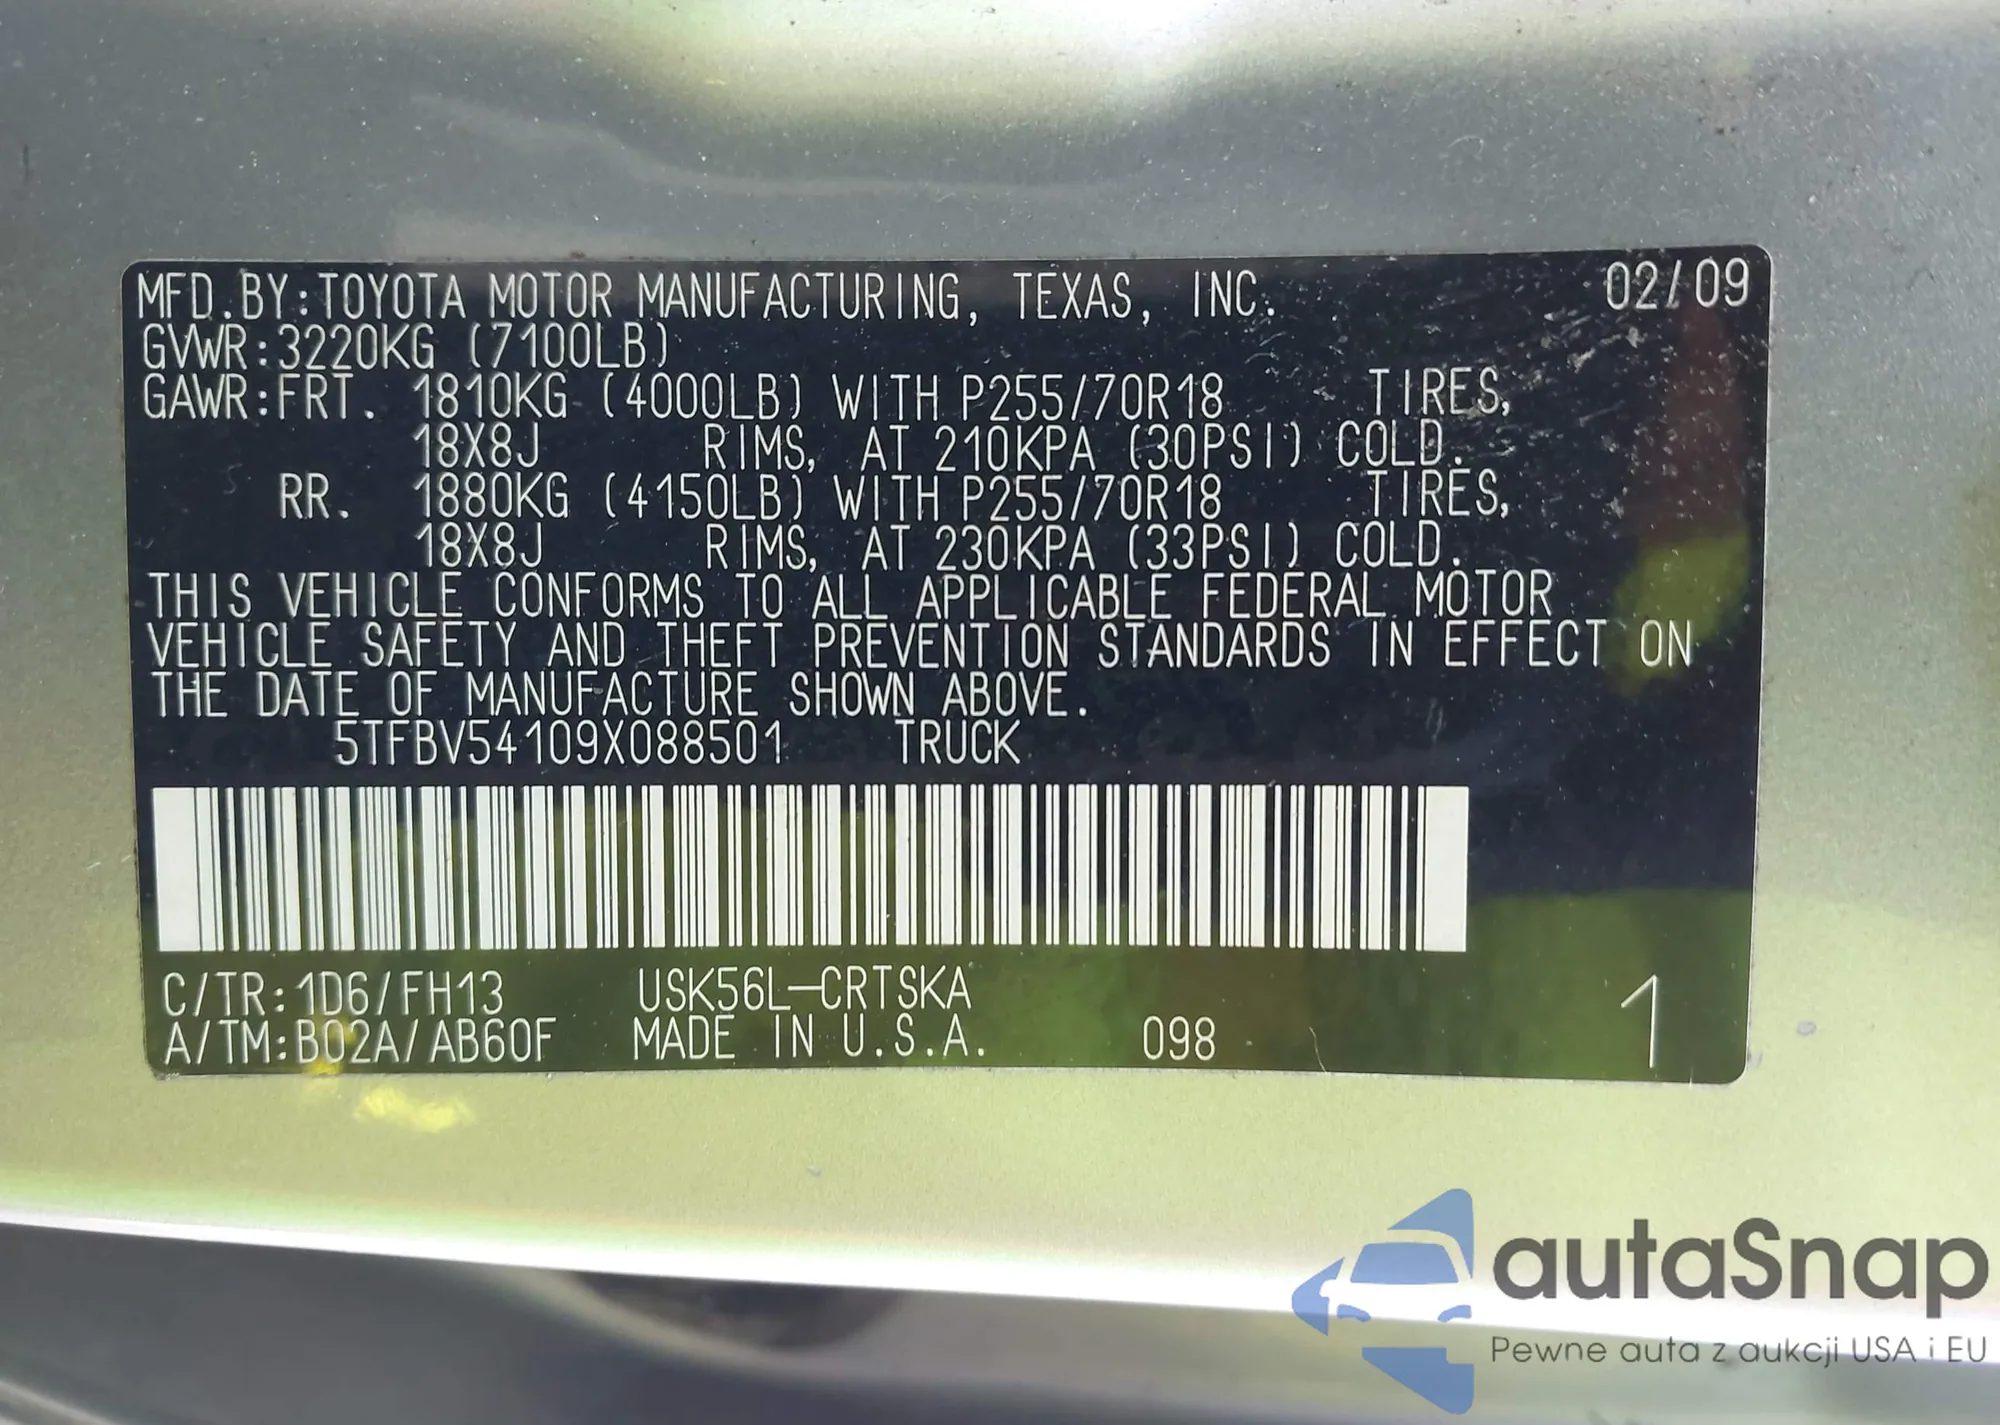 MFD.BY:TOYOTA MOTOR MANUFACTURING, TEXAS, INC. 02/09
GVWR:3220KG (7100LB)
GAWR:FRT. 1810KG (4000LB) WITH P255/70R18 TIRES,
18X8J RIMS, AT 210KPA (30PSI) COLD.
RR. 1880KG (4150LB) WITH P255/70R18 TIRES,
18X8J RIMS, AT 230KPA (33PSI) COLD.
THIS VEHICLE CONFORMS TO ALL APPLICABLE FEDERAL MOTOR
VEHICLE SAFETY AND THEFT PREVENTION STANDARDS IN EFFECT ON
THE DATE OF MANUFACTURE SHOWN ABOVE.
5TFBV54109X088501 TRUCK
C/TR:1D6/FH13 USK56L-CRTSKA
A/TM:B02A/AB60F MADE IN U.S.A. 098 1
autaSnap
Pewne auta z aukcji USA i EU